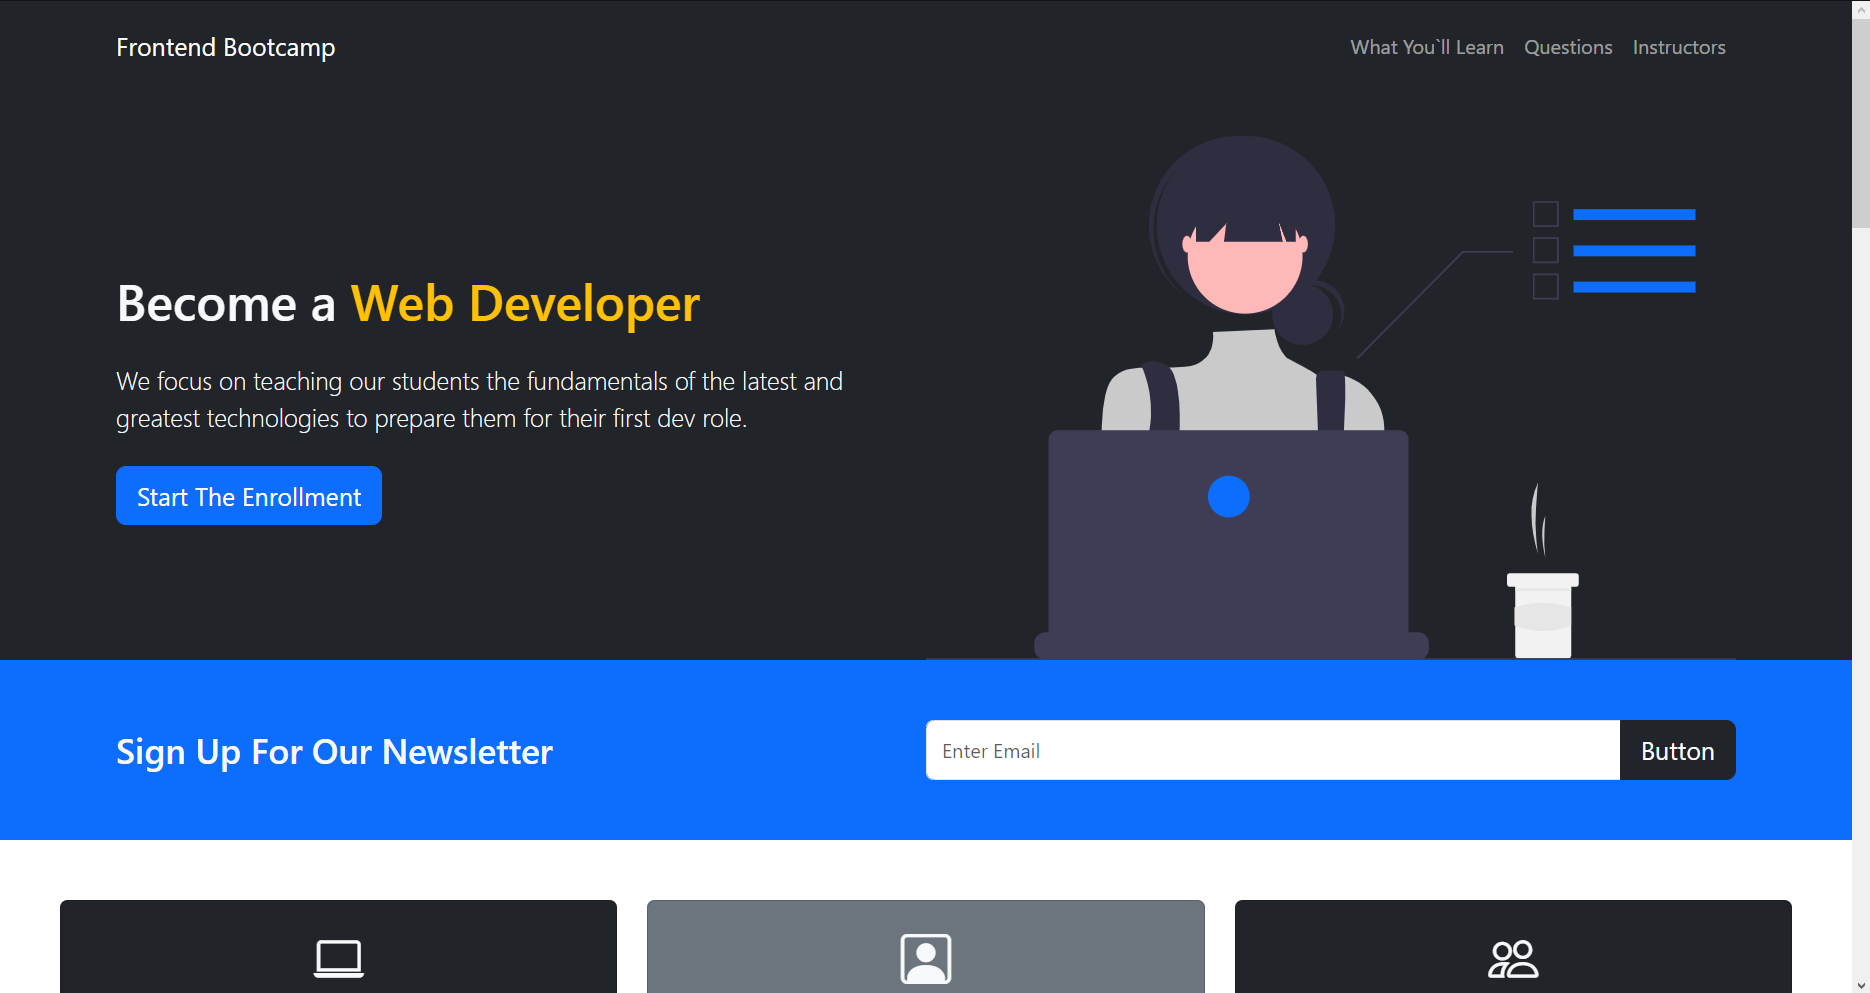 Frontend Bootcamp
What You`ll Learn Questions Instructors
Become a Web Developer
We focus on teaching our students the fundamentals of the latest and
greatest technologies to prepare them for their first dev role.
Start The Enrollment
Sign Up For Our Newsletter
Enter Email
Button